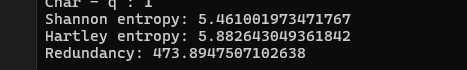 Char - q : 1
Shannon entropy: 5.461001973471767
Hartley entropy: 5.882643049361842
Redundancy: 473.8947507102638